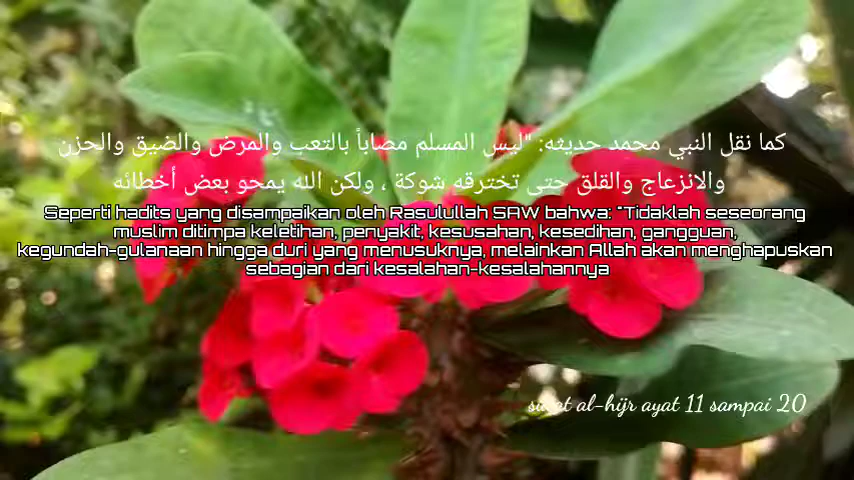 كما نقل النبي محمد حديثه: "ليس المسلم مصاباً بالتعب والمرض والضيق والحزن
والانزعاج والقلق حتى تخترقه شوكة ، ولكن الله يمحو بعض أخطائه
Seperti hadits yang disampaikan oleh Rasulullah SAW bahwa: "Tidaklah seseorang
muslim ditimpa keletihan, penyakit, kesusahan, kesedihan, gangguan,
kegundah-gulanaan hingga duri yang menusuknya, melainkan Allah akan menghapuskan
sebagian dari kesalahan-kesalahannya
surat al-hijr ayat 11 sampai 20